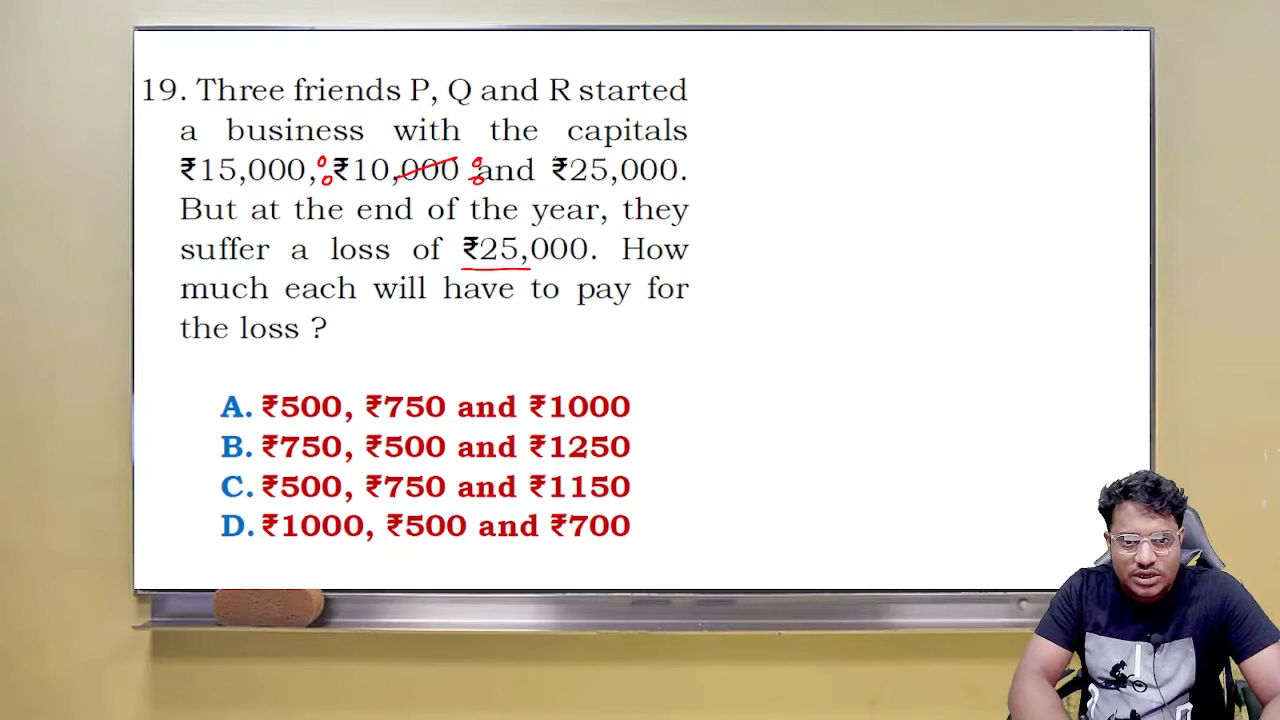 19. Three friends P, Q and R started
a business with the capitals
₹15,000, ₹10,000 and ₹25,000.
But at the end of the year, they
suffer a loss of ₹25,000. How
much each will have to pay for
the loss ?
A. ₹500, ₹750 and ₹1000
B. ₹750, ₹500 and ₹1250
C. ₹500, ₹750 and ₹1150
D. ₹1000, ₹500 and ₹700